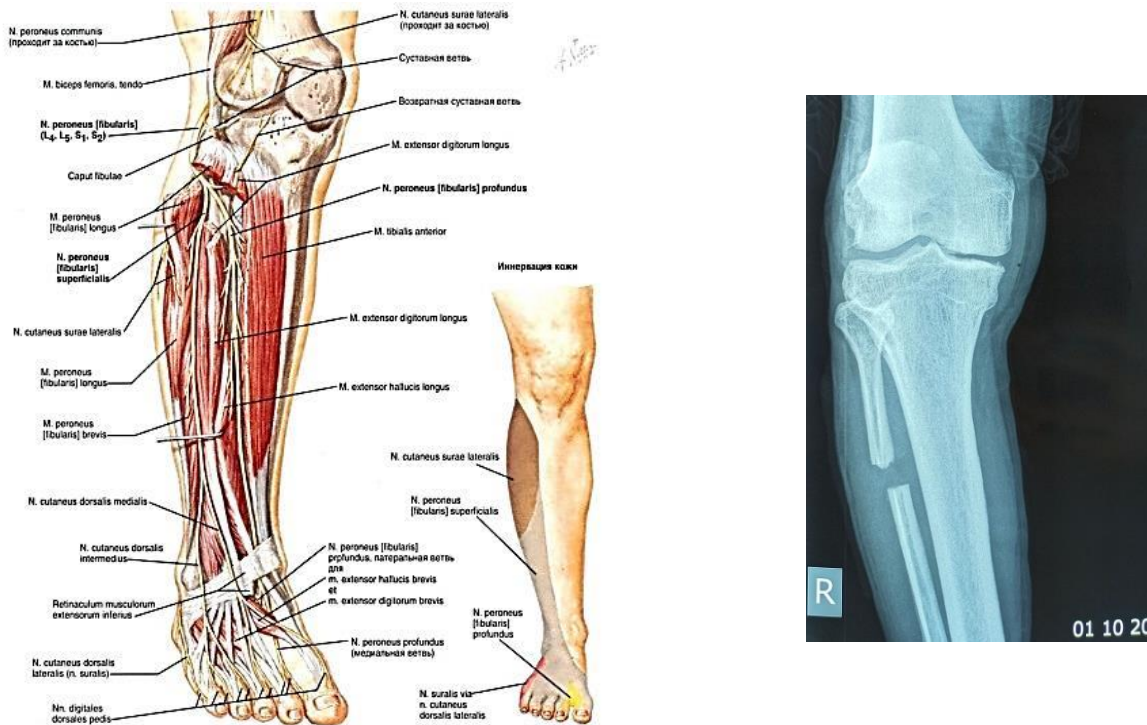 N. peroneus communis
(проходит за костью)
M. biceps femoris, tendo
N. peroneus [fibularis]
(L4, L5, S1, S2)
Caput fibulae
M. peroneus
[fibularis] longus
N. peroneus
[fibularis]
superficialis
N. cutaneus surae lateralis
M. peroneus
[fibularis] longus
M. peroneus
[fibularis] brevis
N. cutaneus dorsalis medialis
N. cutaneus dorsalis
intermedius
Retinaculum musculorum
extensorum inferius
N. cutaneus dorsalis
lateralis (n. suralis)
Nn. digitales
dorsales pedis
N. cutaneus surae lateralis
(проходит за костью)
Суставная ветвь
Возвратная суставная ветвь
M. extensor digitorum longus
N. peroneus [fibularis] profundus
M. tibialis anterior
M. extensor digitorum longus
M. extensor hallucis longus
N. peroneus [fibularis]
prpfundus, латеральная ветвь
для
m. extensor hallucis brevis
et
m. extensor digitorum brevis
N. peroneus profundus
(медиальная ветвь)
Иннервация кожи
N. cutaneus surae lateralis
N. peroneus
[fibularis] superficialis
N. peroneus
[fibularis]
profundus
N. suralis via
n. cutaneus
dorsalis lateralis
R
01 10 20